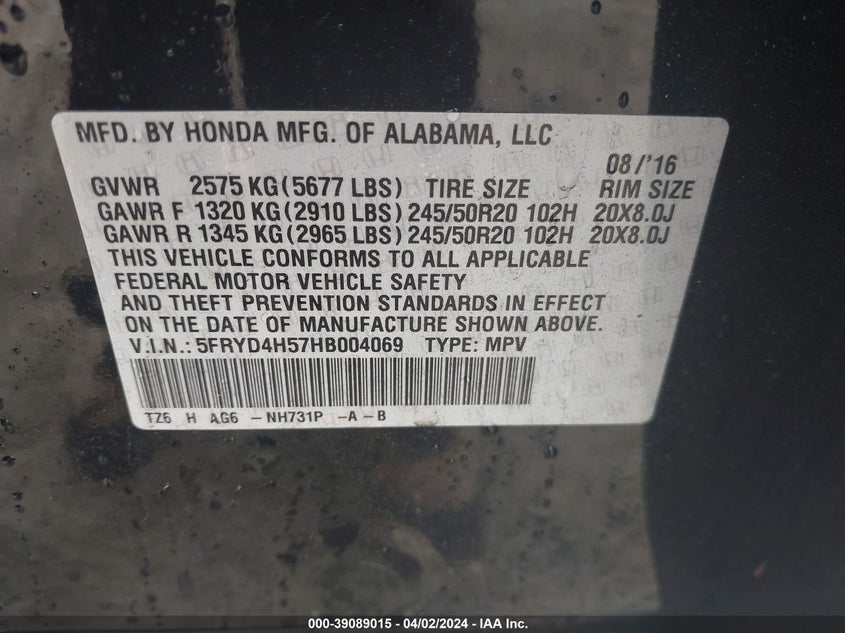 MFD. BY HONDA MFG. OF ALABAMA, LLC
08/'16
GVWR 2575 KG (5677 LBS) TIRE SIZE RIM SIZE
GAWR F 1320 KG (2910 LBS) 245/50R20 102H 20X8.0J
GAWR R 1345 KG (2965 LBS) 245/50R20 102H 20X8.0J
THIS VEHICLE CONFORMS TO ALL APPLICABLE
FEDERAL MOTOR VEHICLE SAFETY
AND THEFT PREVENTION STANDARDS IN EFFECT
ON THE DATE OF MANUFACTURE SHOWN ABOVE.
V.I.N.: 5FRYD4H57HB004069 TYPE: MPV
TZ6 H AG6 – NH731P –A – B
000-39089015 - 04/02/2024 - IAA Inc.